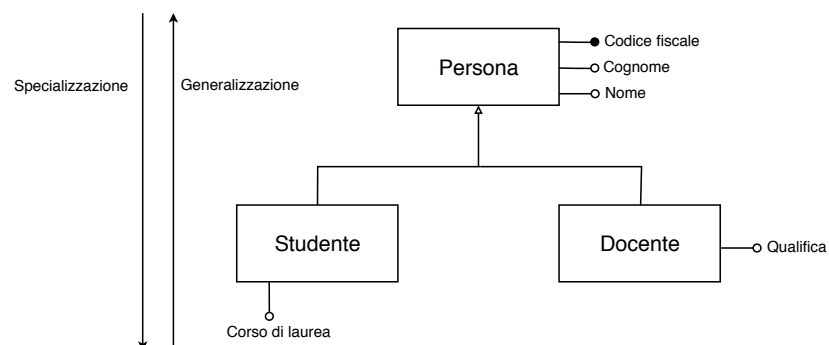 Codice fiscale
Persona
Cognome
Nome
Specializzazione
Generalizzazione
Studente
Docente
Qualifica
Corso di laurea